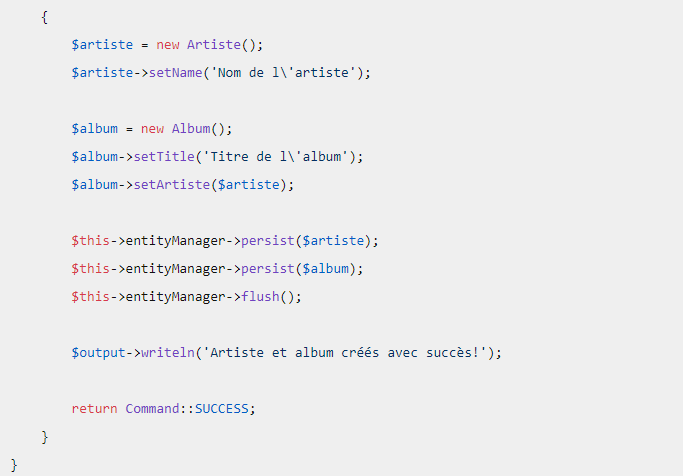 {
$artiste = new Artiste();
$artiste->setName('Nom de l\'artiste');
$album = new Album();
$album->setTitle('Titre de l\'album');
$album->setArtiste($artiste);
$this->entityManager->persist($artiste);
$this->entityManager->persist($album);
$this->entityManager->flush();
$output->writeln('Artiste et album créés avec succès!');
return Command::SUCCESS;
}
}